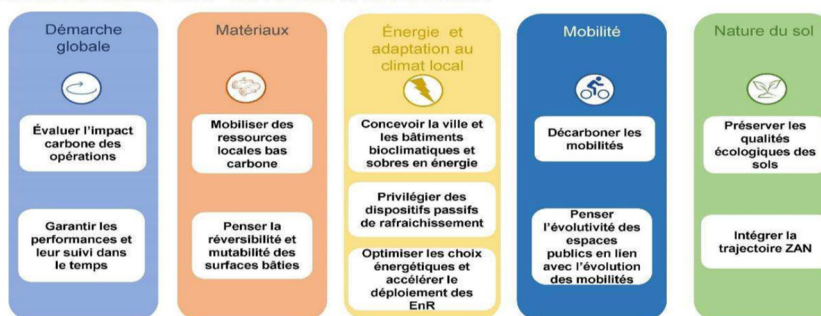 Démarche
globale
Évaluer l'impact
carbone des
opérations
Garantir les
performances et
leur suivi dans
le temps
Matériaux
Mobiliser des
ressources
locales bas
carbone
Penser la
réversibilité et
mutabilité des
surfaces bâties
Énergie et
adaptation au
climat local
Concevoir la ville et
les bâtiments
bioclimatiques et
sobres en énergie
Privilégier des
dispositifs passifs
de rafraichissement
Optimiser les choix
énergétiques et
accélérer le
déploiement des
EnR
Mobilité
Décarboner les
mobilités
Penser
l'évolutivité des
espaces
publics en lien
avec l'évolution
des mobilités
Nature du sol
Préserver les
qualités
écologiques des
sols
Intégrer la
trajectoire ZAN